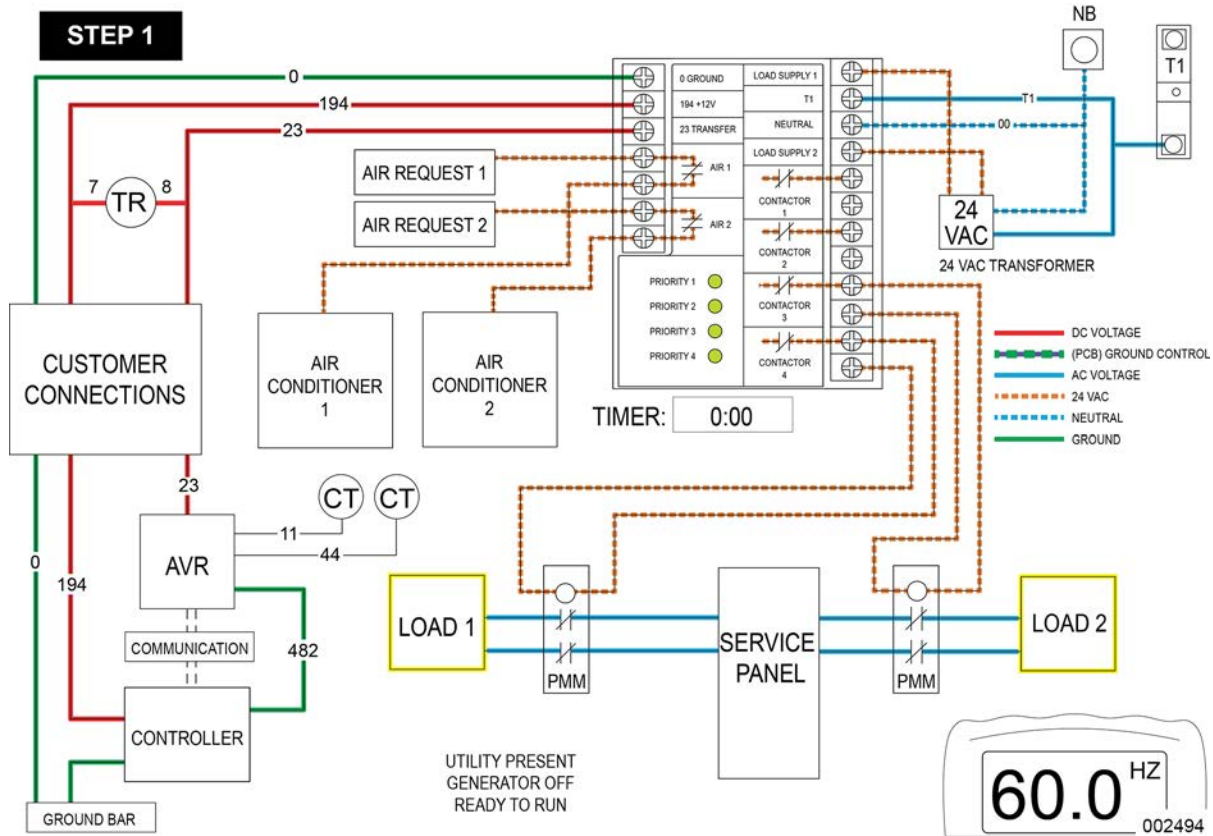 STEP 1
NB
T1
0
194
23
7
TR
8
AIR REQUEST 1
AIR REQUEST 2
0 GROUND
194 +12V
23 TRANSFER
AIR 1
AIR 2
LOAD SUPPLY 1
T1
NEUTRAL
LOAD SUPPLY 2
CONTACTOR
1
CONTACTOR
2
CONTACTOR
3
CONTACTOR
4
PRIORITY 1
PRIORITY 2
PRIORITY 3
PRIORITY 4
T1
00
24
VAC
24 VAC TRANSFORMER
CUSTOMER
CONNECTIONS
AIR
CONDITIONER
1
AIR
CONDITIONER
2
TIMER:
0:00
DC VOLTAGE
(PCB) GROUND CONTROL
AC VOLTAGE
24 VAC
NEUTRAL
GROUND
23
CT
CT
11
44
0
194
AVR
COMMUNICATION
482
CONTROLLER
GROUND BAR
LOAD 1
PMM
SERVICE
PANEL
PMM
LOAD 2
UTILITY PRESENT
GENERATOR OFF
READY TO RUN
60.0 HZ
002494